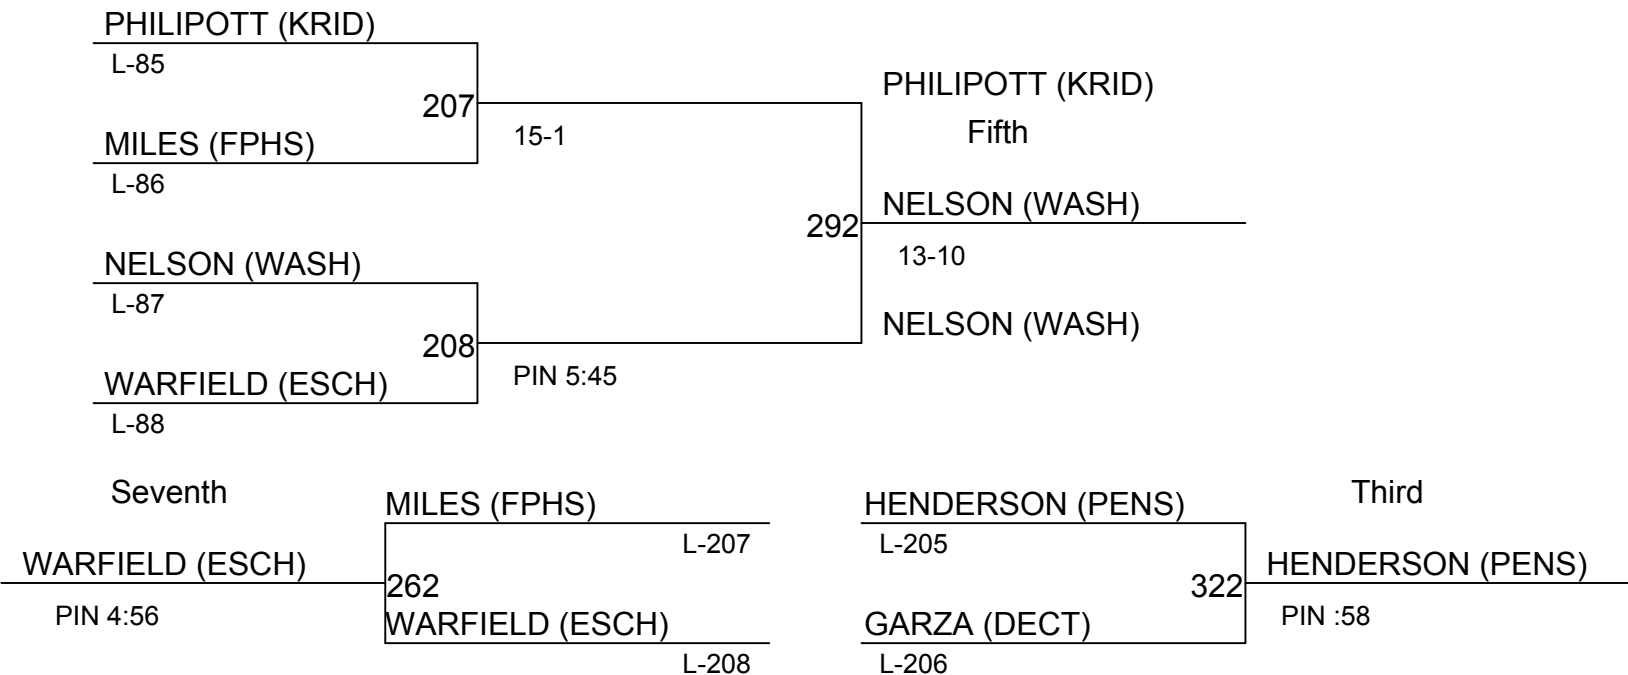 PHILIPOTT (KRID)
L-85
207
PHILIPOTT (KRID)
15-1
Fifth
MILES (FPHS)
L-86
292
NELSON (WASH)
13-10
NELSON (WASH)
L-87
208
NELSON (WASH)
PIN 5:45
WARFIELD (ESCH)
L-88
Seventh
MILES (FPHS)
L-207
WARFIELD (ESCH)
262
PIN 4:56
WARFIELD (ESCH)
L-208
HENDERSON (PENS)
Third
L-205
322
HENDERSON (PENS)
GARZA (DECT)
PIN :58
L-206